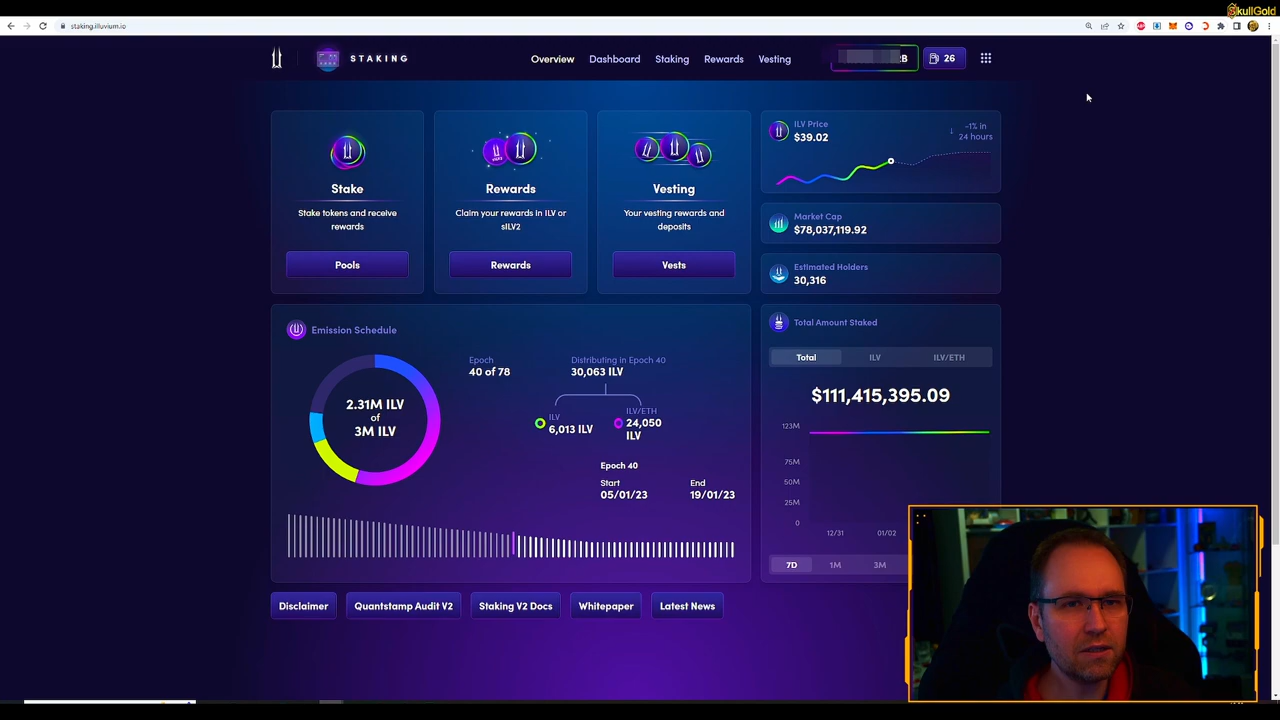 SkullGold
staking.illuvium.io
STAKING
Overview
Dashboard
Staking
Rewards
Vesting
26
Stake
Stake tokens and receive
rewards
Pools
Rewards
Claim your rewards in ILV or
sILV2
Rewards
Vesting
Your vesting rewards and
deposits
Vests
ILV Price
$39.02
↓ -1% in
24 hours
Market Cap
$78,037,119.92
Estimated Holders
30,316
Emission Schedule
2.31M ILV
of
3M ILV
Epoch
40 of 78
Distributing in Epoch 40
30,063 ILV
ILV
6,013 ILV
ILV/ETH
24,050
ILV
Epoch 40
Start
05/01/23
End
19/01/23
Total Amount Staked
Total
ILV
ILV/ETH
$111,415,395.09
123M
75M
50M
25M
0
12/31
01/02
7D
1M
3M
Disclaimer
Quantstamp Audit V2
Staking V2 Docs
Whitepaper
Latest News